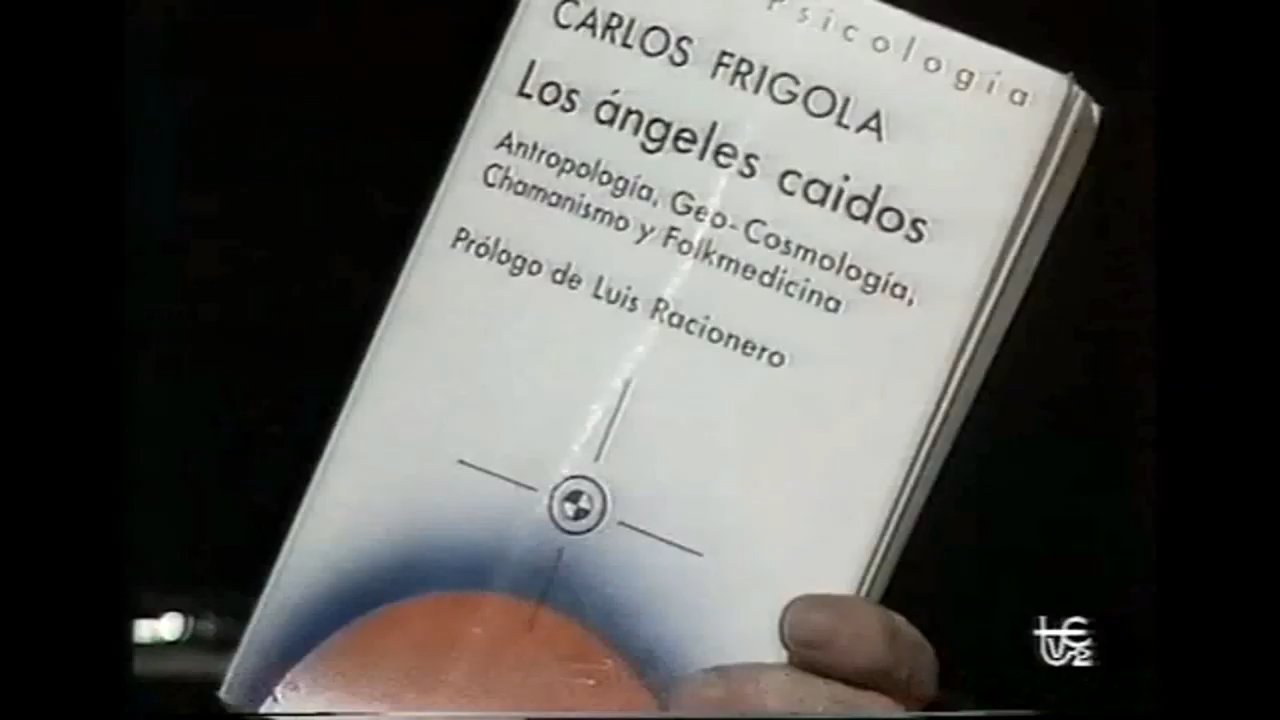 Psicología
CARLOS FRIGOLA
Los ángeles caidos
Antropología, Geo-Cosmología,
Chamanismo y Folkmedicina
Prólogo de Luis Racionero